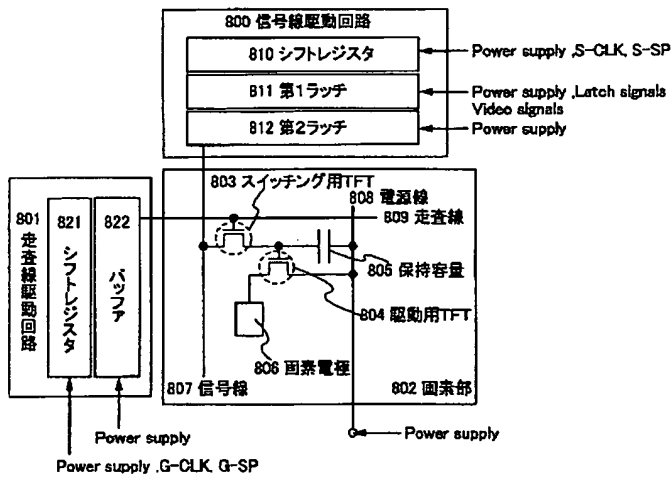 800 信号線駆動回路
810 シフトレジスタ
Power supply ,S-CLK, S-SP
811 第1ラッチ
Power supply ,Latch signals
Video signals
812 第2ラッチ
Power supply
803 スイッチング用TFT
808 電源線
809 走査線
801 走査線駆動回路
821 シフトレジスタ
822 バッファ
805 保持容量
804 駆動用TFT
806 画素電極
807 信号線
802 画素部
Power supply
Power supply
Power supply ,G-CLK, G-SP